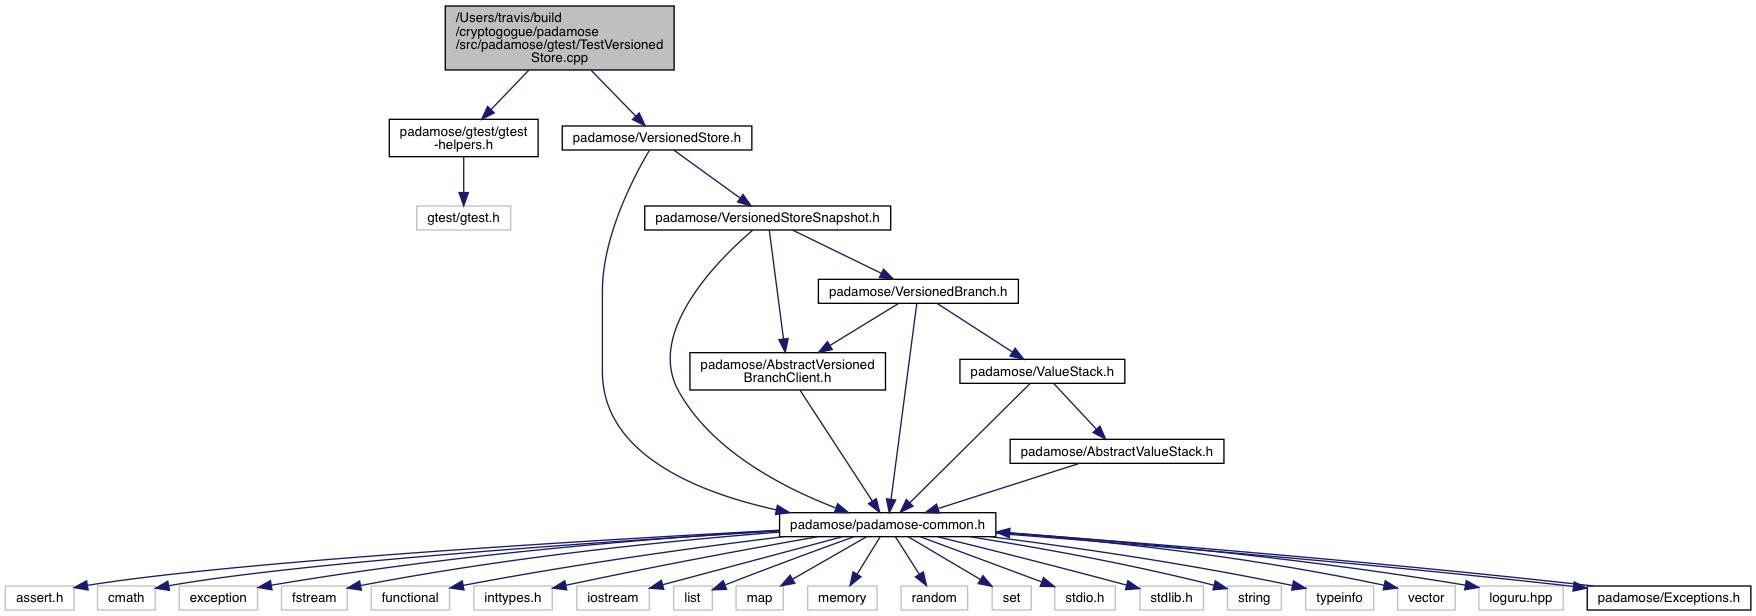 /Users/travis/build
/cryptogogue/padamose
/src/padamose/gtest/TestVersioned
Store.cpp
padamose/gtest/gtest
-helpers.h
padamose/VersionedStore.h
gtest/gtest.h
padamose/VersionedStoreSnapshot.h
padamose/VersionedBranch.h
padamose/AbstractVersioned
BranchClient.h
padamose/ValueStack.h
padamose/AbstractValueStack.h
padamose/padamose-common.h
assert.h
cmath
exception
fstream
functional
inttypes.h
iostream
list
map
memory
random
set
stdio.h
stdlib.h
string
typeinfo
vector
loguru.hpp
padamose/Exceptions.h